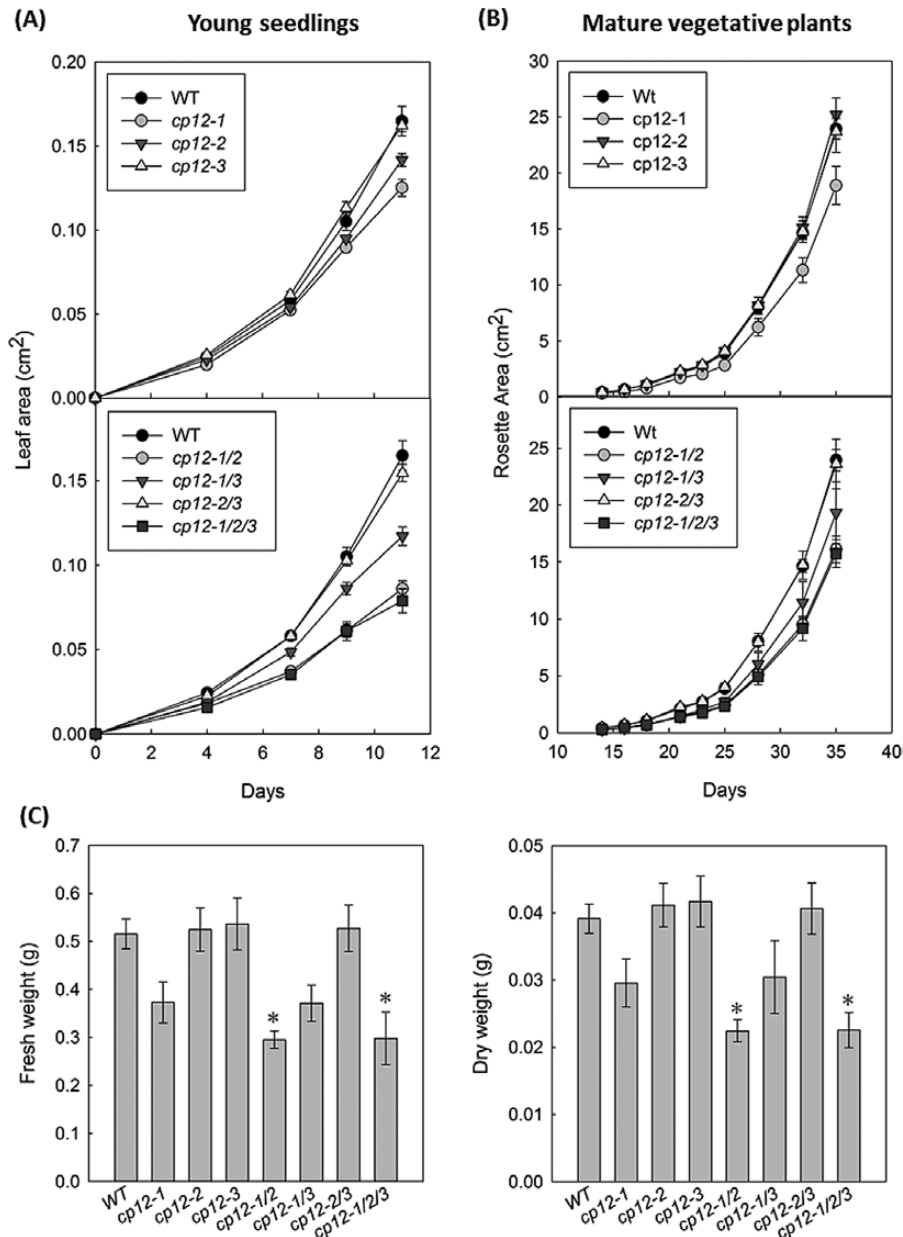 (A) Young seedlings
(B) Mature vegetative plants
0.20
0.15
0.10
0.05
0.00
WT
cp12-1
cp12-2
cp12-3
Leaf area (cm²)
0.15
0.10
0.05
0.00
WT
cp12-1/2
cp12-1/3
cp12-2/3
cp12-1/2/3
0 2 4 6 8 10 12
Days
30
25
20
15
10
5
0
Wt
cp12-1
cp12-2
cp12-3
Rosette Area (cm²)
25
20
15
10
5
0
Wt
cp12-1/2
cp12-1/3
cp12-2/3
cp12-1/2/3
10 15 20 25 30 35 40
Days
(C)
0.7
0.6
0.5
0.4
0.3
0.2
0.1
0.0
Fresh weight (g)
* *
WT cp12-1 cp12-2 cp12-3 cp12-1/2 cp12-1/3 cp12-2/3 cp12-1/2/3
0.05
0.04
0.03
0.02
0.01
0.00
Dry weight (g)
* *
WT cp12-1 cp12-2 cp12-3 cp12-1/2 cp12-1/3 cp12-2/3 cp12-1/2/3